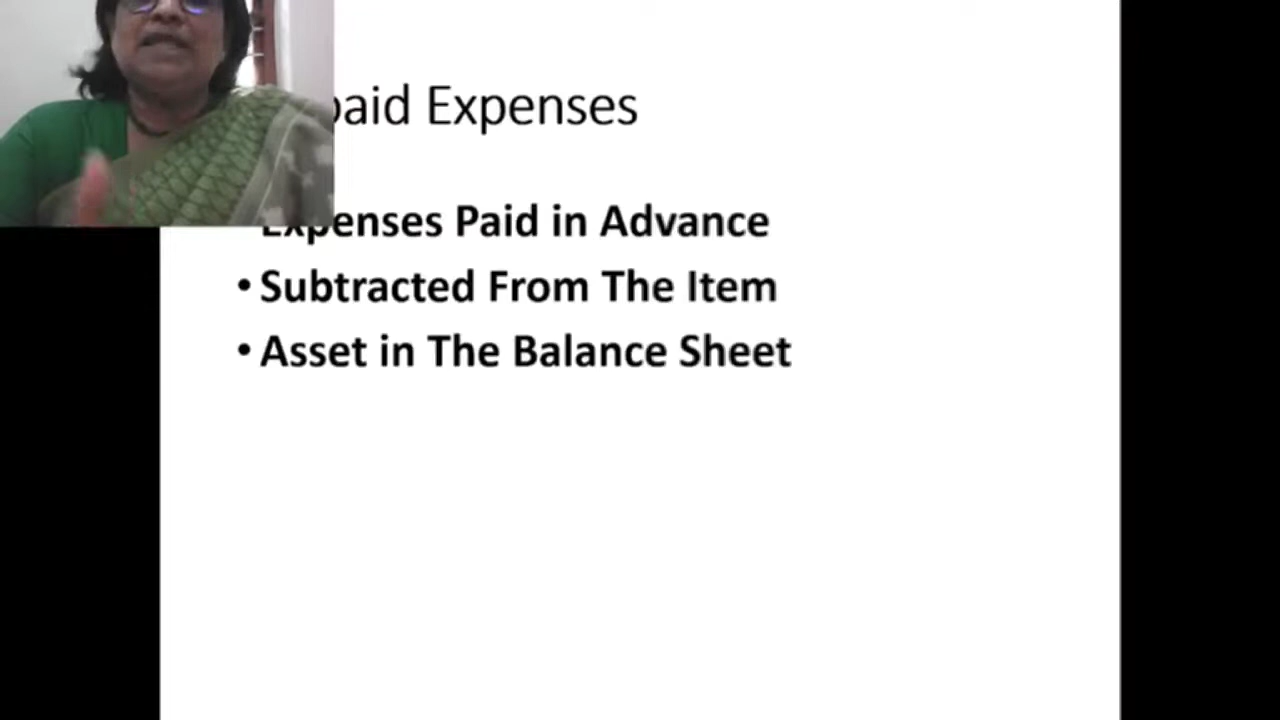 paid Expenses
Expenses Paid in Advance
• Subtracted From The Item
• Asset in The Balance Sheet